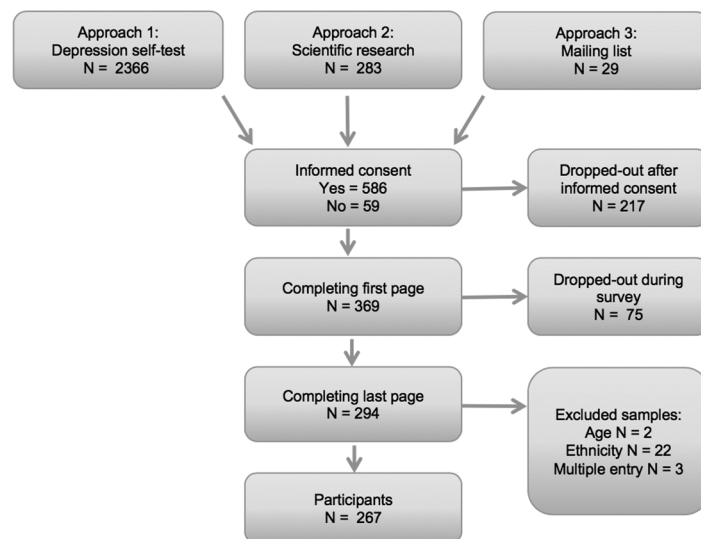 Approach 1:
Depression self-test
N = 2366
Approach 2:
Scientific research
N = 283
Approach 3:
Mailing list
N = 29
Informed consent
Yes = 586
No = 59
Dropped-out after
informed consent
N = 217
Completing first page
N = 369
Dropped-out during
survey
N = 75
Completing last page
N = 294
Excluded samples:
Age N = 2
Ethnicity N = 22
Multiple entry N = 3
Participants
N = 267